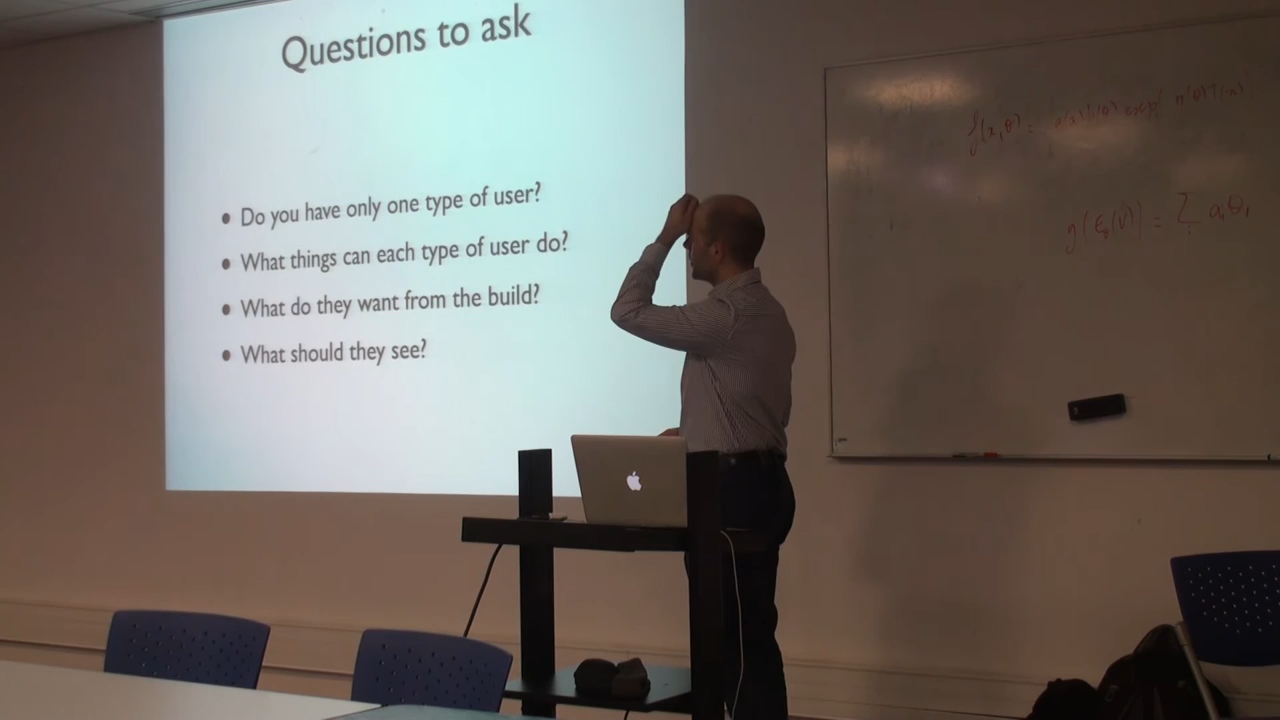 Questions to ask
• Do you have only one type of user?
• What things can each type of user do?
• What do they want from the build?
• What should they see?
f(x,θ) =